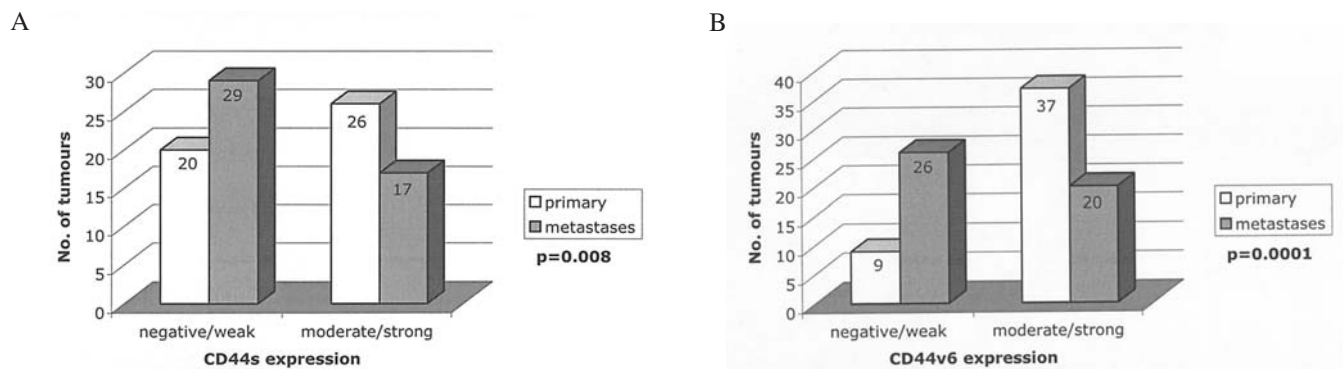 A
30
25
20
15
10
5
0
No. of tumours
20
29
26
17
negative/weak
moderate/strong
CD44s expression
primary
metastases
p=0.008
B
40
35
30
25
20
15
10
5
0
No. of tumours
9
26
37
20
negative/weak
moderate/strong
CD44v6 expression
primary
metastases
p=0.0001